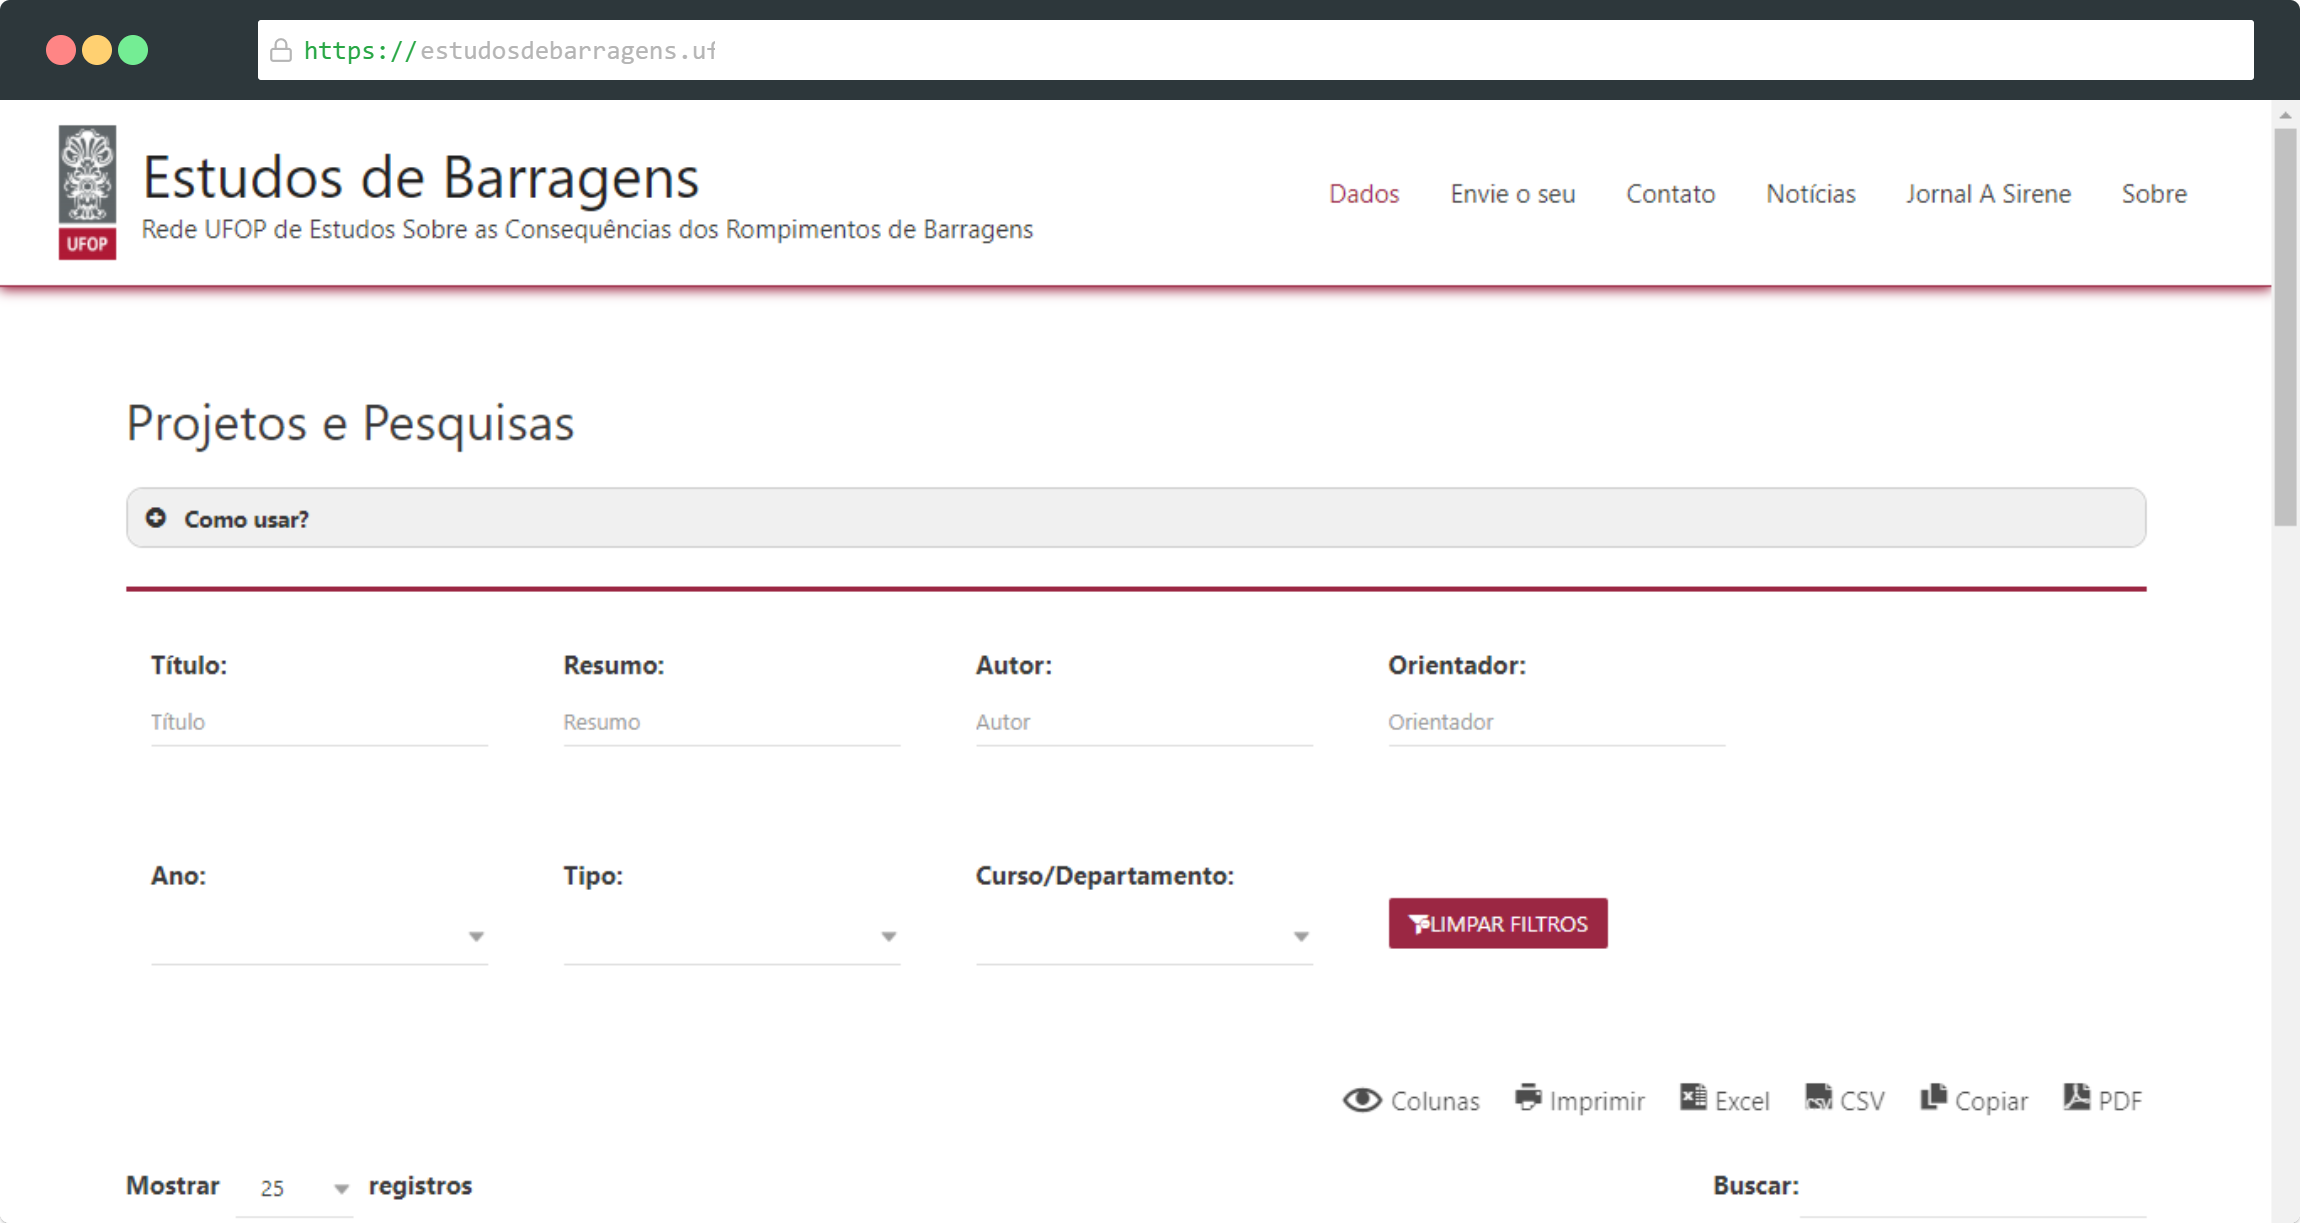 https://estudosdebarragens.uf
UFOP
Estudos de Barragens
Rede UFOP de Estudos Sobre as Consequências dos Rompimentos de Barragens
Dados Envie o seu Contato Notícias Jornal A Sirene Sobre
Projetos e Pesquisas
Como usar?
Título: Resumo: Autor: Orientador:
Título Resumo Autor Orientador
Ano: Tipo: Curso/Departamento:
LIMPAR FILTROS
Colunas Imprimir Excel CSV Copiar PDF
Mostrar 25 registros Buscar: